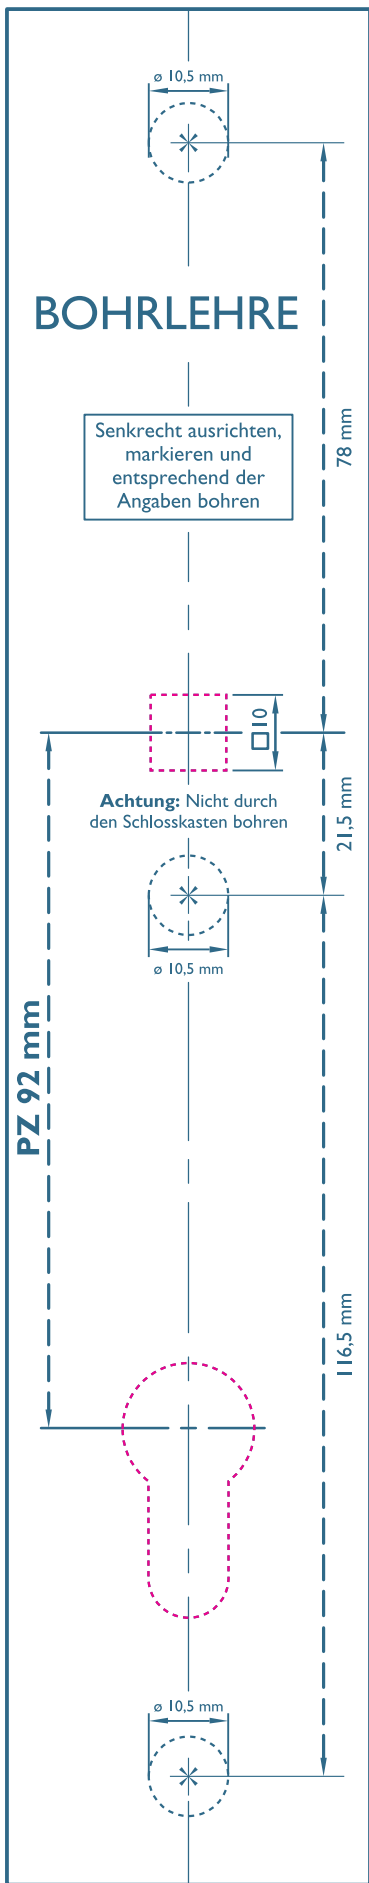 ø 10,5 mm
BOHRLEHRE
78 mm
Senkrecht ausrichten,
markieren und
entsprechend der
Angaben bohren
□10
Achtung: Nicht durch
den Schlosskasten bohren
21,5 mm
ø 10,5 mm
PZ 92 mm
116,5 mm
ø 10,5 mm